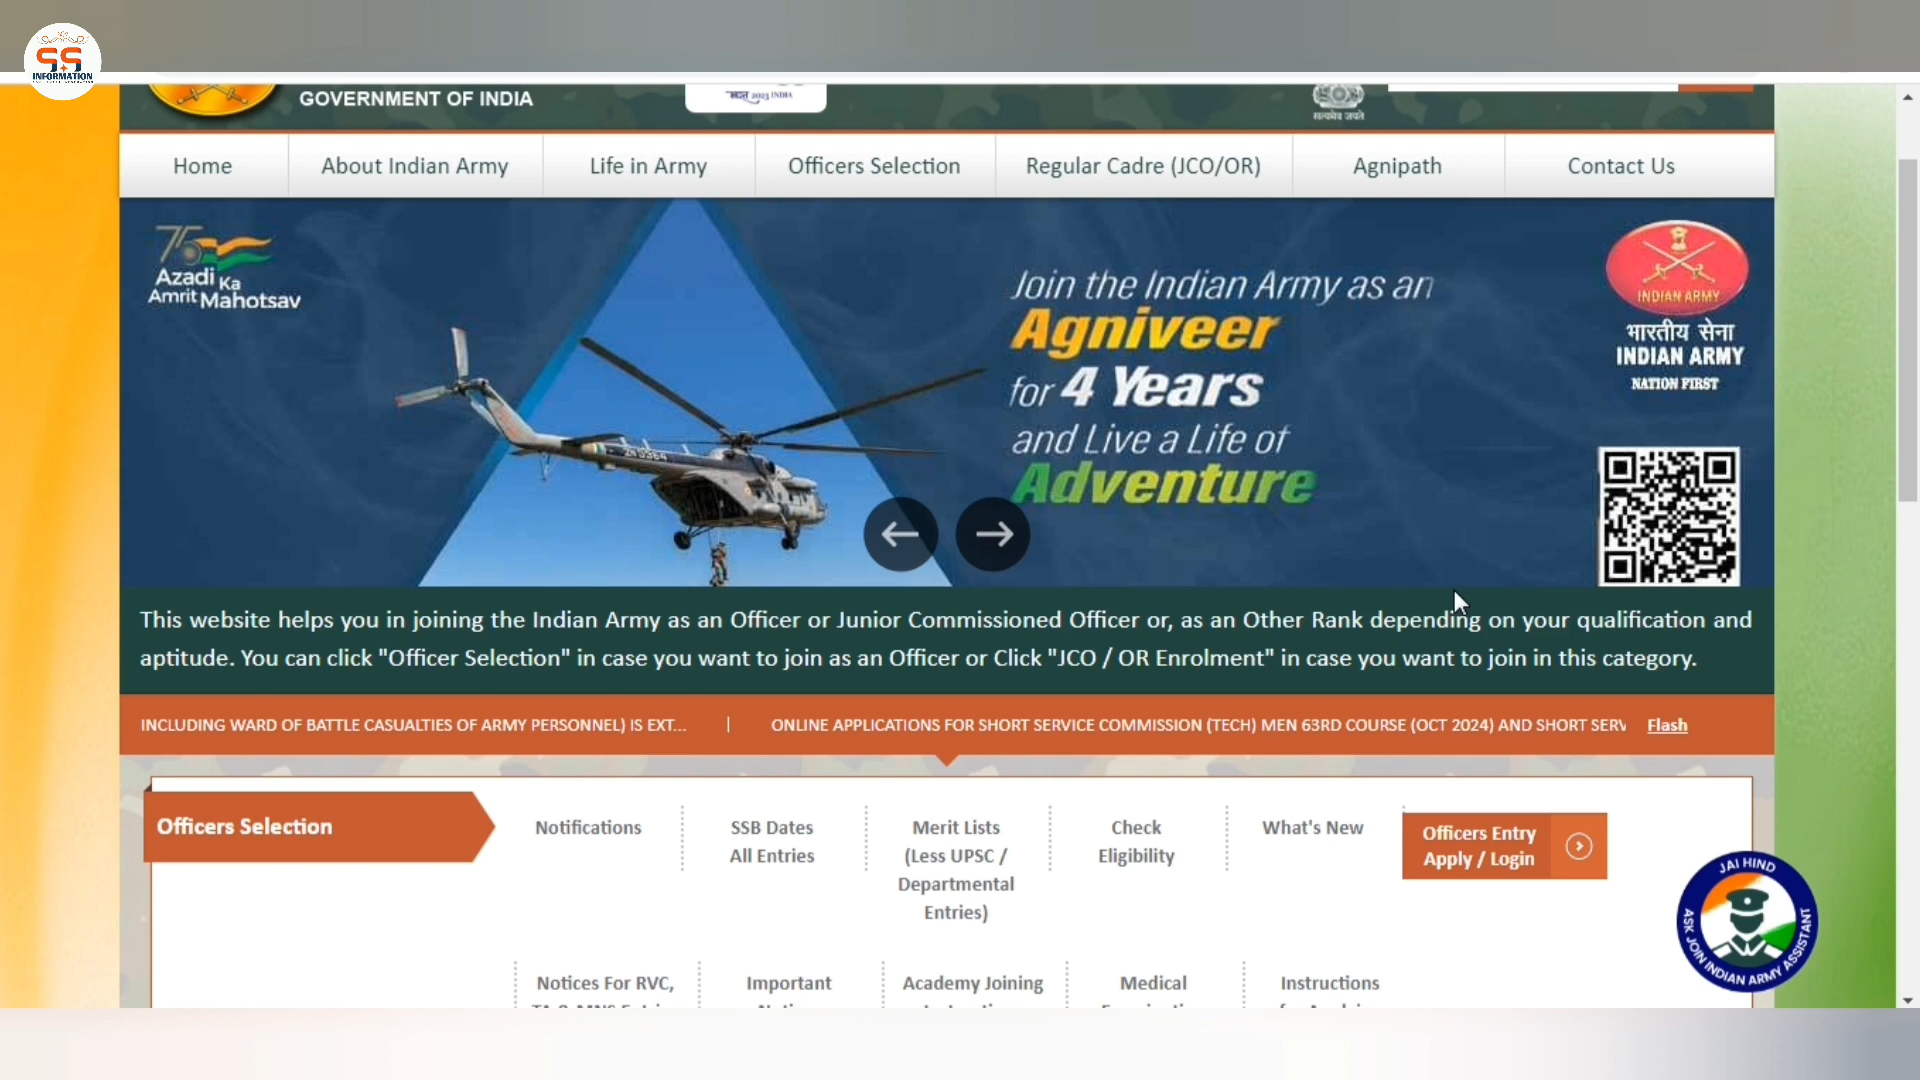 SS
INFORMATION
GOVERNMENT OF INDIA
2023 INDIA
सत्यमेव जयते
Home
About Indian Army
Life in Army
Officers Selection
Regular Cadre (JCO/OR)
Agnipath
Contact Us
75
Azadi Ka
Amrit Mahotsav
Join the Indian Army as an
Agniveer
for 4 Years
and Live a Life of
Adventure
INDIAN ARMY
भारतीय सेना
INDIAN ARMY
NATION FIRST
This website helps you in joining the Indian Army as an Officer or Junior Commissioned Officer or, as an Other Rank depending on your qualification and
aptitude. You can click "Officer Selection" in case you want to join as an Officer or Click "JCO / OR Enrolment" in case you want to join in this category.
INCLUDING WARD OF BATTLE CASUALTIES OF ARMY PERSONNEL) IS EXT... | ONLINE APPLICATIONS FOR SHORT SERVICE COMMISSION (TECH) MEN 63RD COURSE (OCT 2024) AND SHORT SERV Flash
Officers Selection
Notifications
SSB Dates
All Entries
Merit Lists
(Less UPSC /
Departmental
Entries)
Check
Eligibility
What's New
Officers Entry
Apply / Login
Notices For RVC,
Important
Academy Joining
Medical
Instructions
JAI HIND
ASK JOIN INDIAN ARMY ASSISTANT